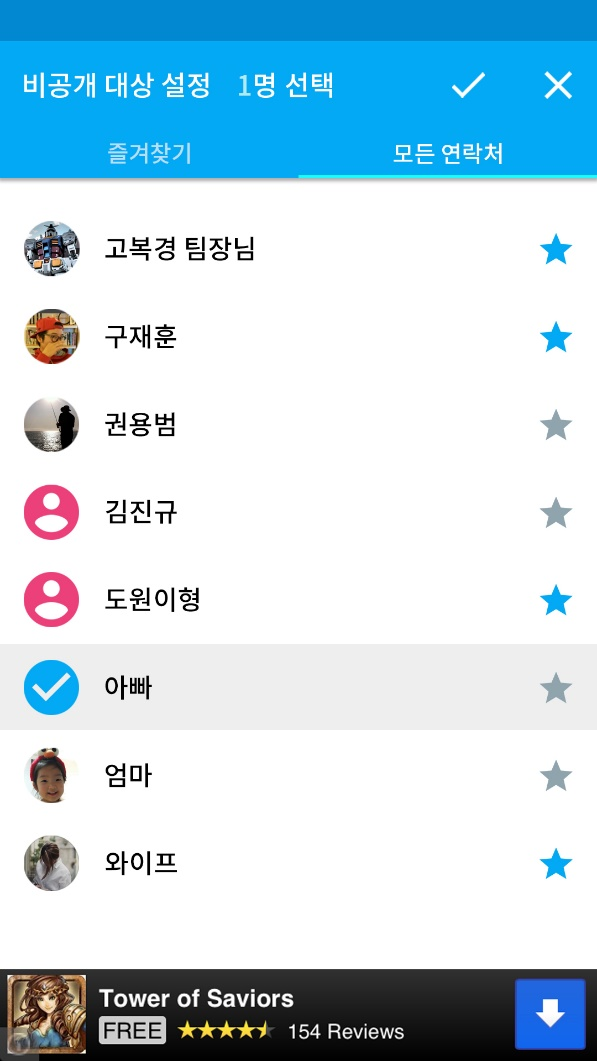 비공개 대상 설정 1명 선택
즐겨찾기 모든 연락처
고복경 팀장님
구재훈
권용범
김진규
도원이형
아빠
엄마
와이프
Tower of Saviors
FREE 154 Reviews